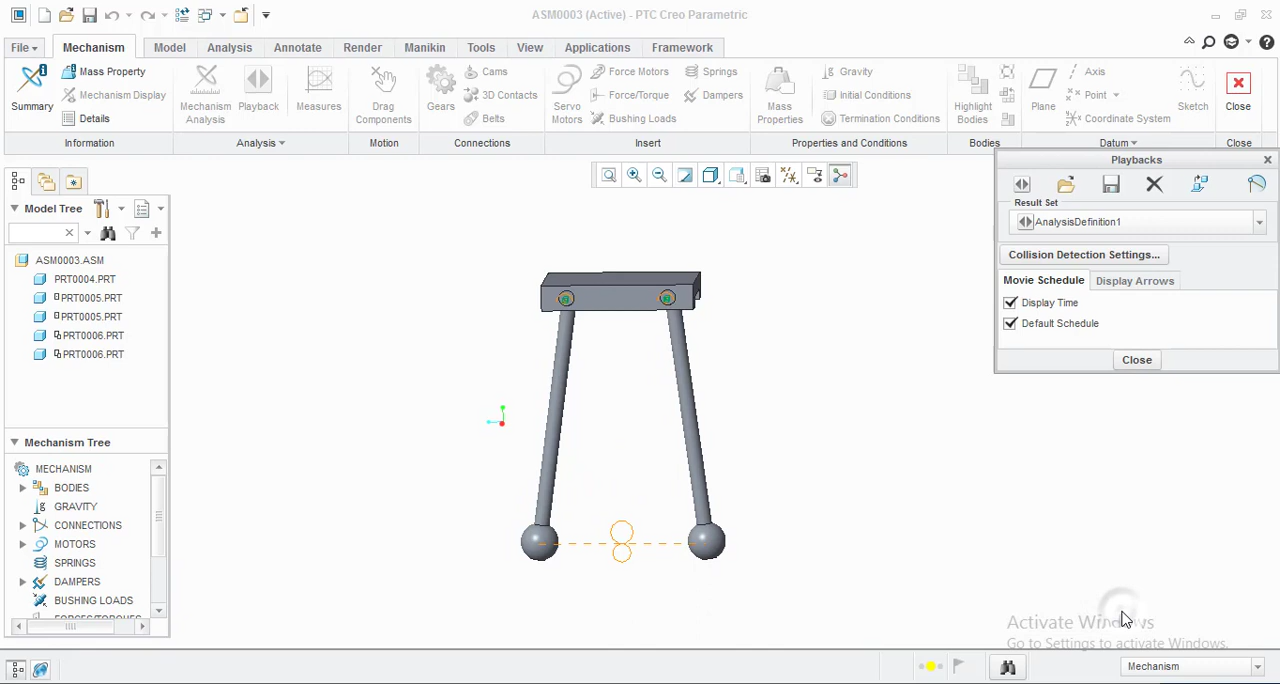 ASM0003 (Active) - PTC Creo Parametric
File Mechanism Model Analysis Annotate Render Manikin Tools View Applications Framework
Summary
Mass Property
Mechanism Display
Details
Mechanism Analysis
Playback
Measures
Drag Components
Gears
Cams
3D Contacts
Belts
Servo Motors
Force Motors
Force/Torque
Bushing Loads
Springs
Dampers
Mass Properties
Gravity
Initial Conditions
Termination Conditions
Highlight Bodies
Plane
Axis
Point
Coordinate System
Sketch
Close
Information Analysis Motion Connections Insert Properties and Conditions Bodies Datum Close
Playbacks
Result Set
AnalysisDefinition1
Collision Detection Settings...
Movie Schedule Display Arrows
Display Time
Default Schedule
Close
Model Tree
ASM0003.ASM
PRT0004.PRT
PRT0005.PRT
PRT0005.PRT
PRT0006.PRT
PRT0006.PRT
Mechanism Tree
MECHANISM
BODIES
GRAVITY
CONNECTIONS
MOTORS
SPRINGS
DAMPERS
BUSHING LOADS
FORCES/TORQUES
Activate Windows
Go to Settings to activate Windows.
Mechanism